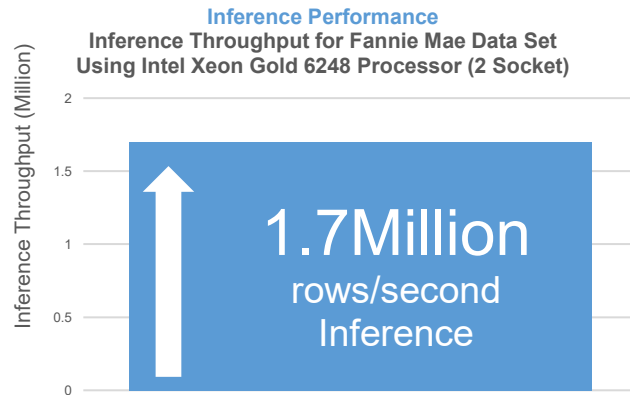 Inference Performance
Inference Throughput for Fannie Mae Data Set
Using Intel Xeon Gold 6248 Processor (2 Socket)
Inference Throughput (Million)
2
1.5
1
0.5
0
1.7Million
rows/second
Inference